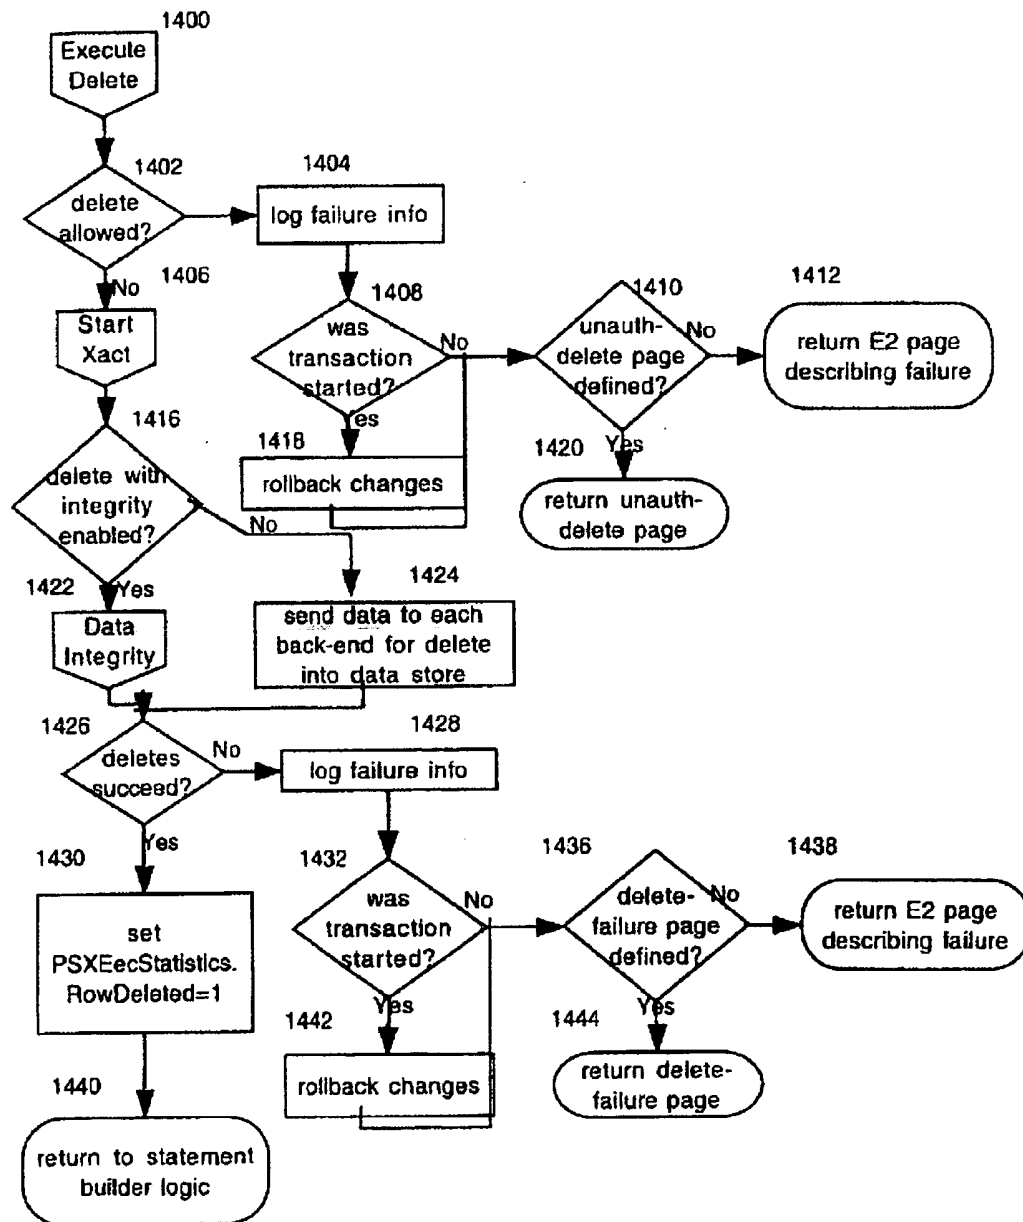 1400
Execute
Delete
1402
delete
allowed?
1404
log failure info
No
1406
Start
Xact
1408
was
transaction
started?
No
Yes
1410
unauth-
delete page
defined?
No
1412
return E2 page
describing failure
1416
delete with
integrity
enabled?
No
1418
rollback changes
Yes
1420
return unauth-
delete page
1422
Yes
Data
Integrity
1424
send data to each
back-end for delete
into data store
1426
deletes
succeed?
No
1428
log failure info
Yes
1430
set
PSXEecStatistics.
RowDeleted=1
1432
was
transaction
started?
No
Yes
1436
delete-
failure page
defined?
No
1438
return E2 page
describing failure
1442
rollback changes
Yes
1444
return delete-
failure page
1440
return to statement
builder logic